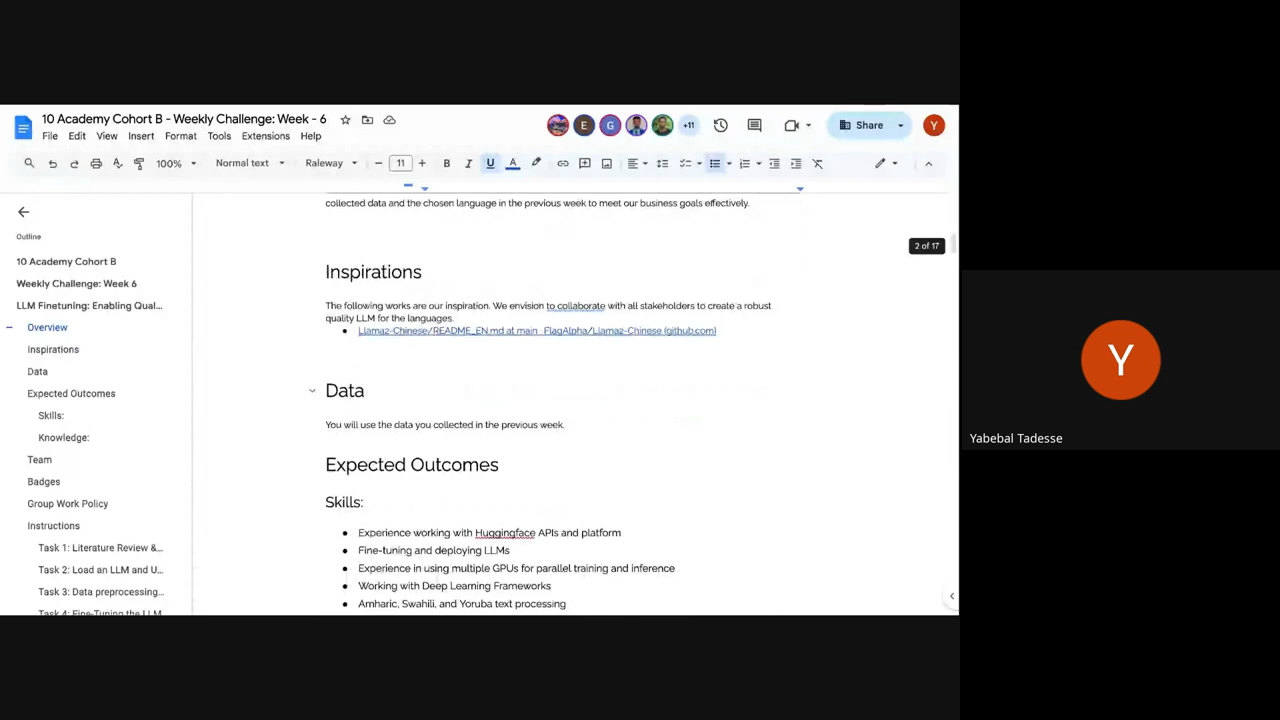 10 Academy Cohort B - Weekly Challenge: Week - 6
File Edit View Insert Format Tools Extensions Help
E G +11 Share Y
100% Normal text Raleway 11 B I U A
collected data and the chosen language in the previous week to meet our business goals effectively.
2 of 17
Outline
10 Academy Cohort B
Weekly Challenge: Week 6
LLM Finetuning: Enabling Qual...
Overview
Inspirations
Data
Expected Outcomes
Skills:
Knowledge:
Team
Badges
Group Work Policy
Instructions
Task 1: Literature Review &...
Task 2: Load an LLM and U...
Task 3: Data preprocessing...
Task 4: Fine-Tuning the LLM
Inspirations
The following works are our inspiration. We envision to collaborate with all stakeholders to create a robust
quality LLM for the languages.
● Llama2-Chinese/README_EN.md at main · FlagAlpha/Llama2-Chinese (github.com)
Data
You will use the data you collected in the previous week.
Expected Outcomes
Skills:
● Experience working with Huggingface APIs and platform
● Fine-tuning and deploying LLMs
● Experience in using multiple GPUs for parallel training and inference
● Working with Deep Learning Frameworks
● Amharic, Swahili, and Yoruba text processing
Y
Yabebal Tadesse